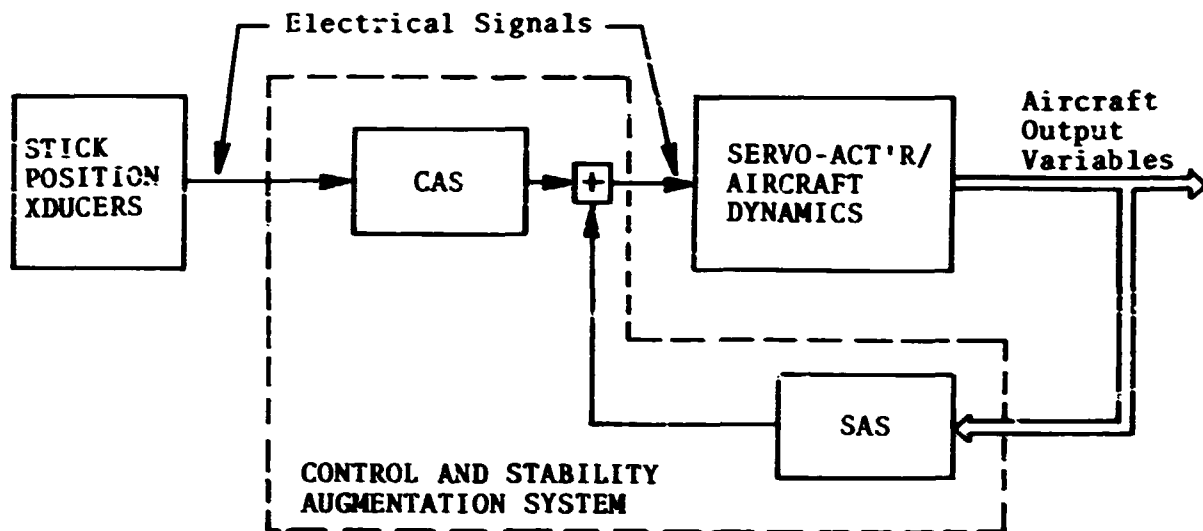 Electrical Signals
STICK
POSITION
XDUCERS
CAS
+
SERVO-ACT'R/
AIRCRAFT
DYNAMICS
Aircraft
Output
Variables
SAS
CONTROL AND STABILITY
AUGMENTATION SYSTEM